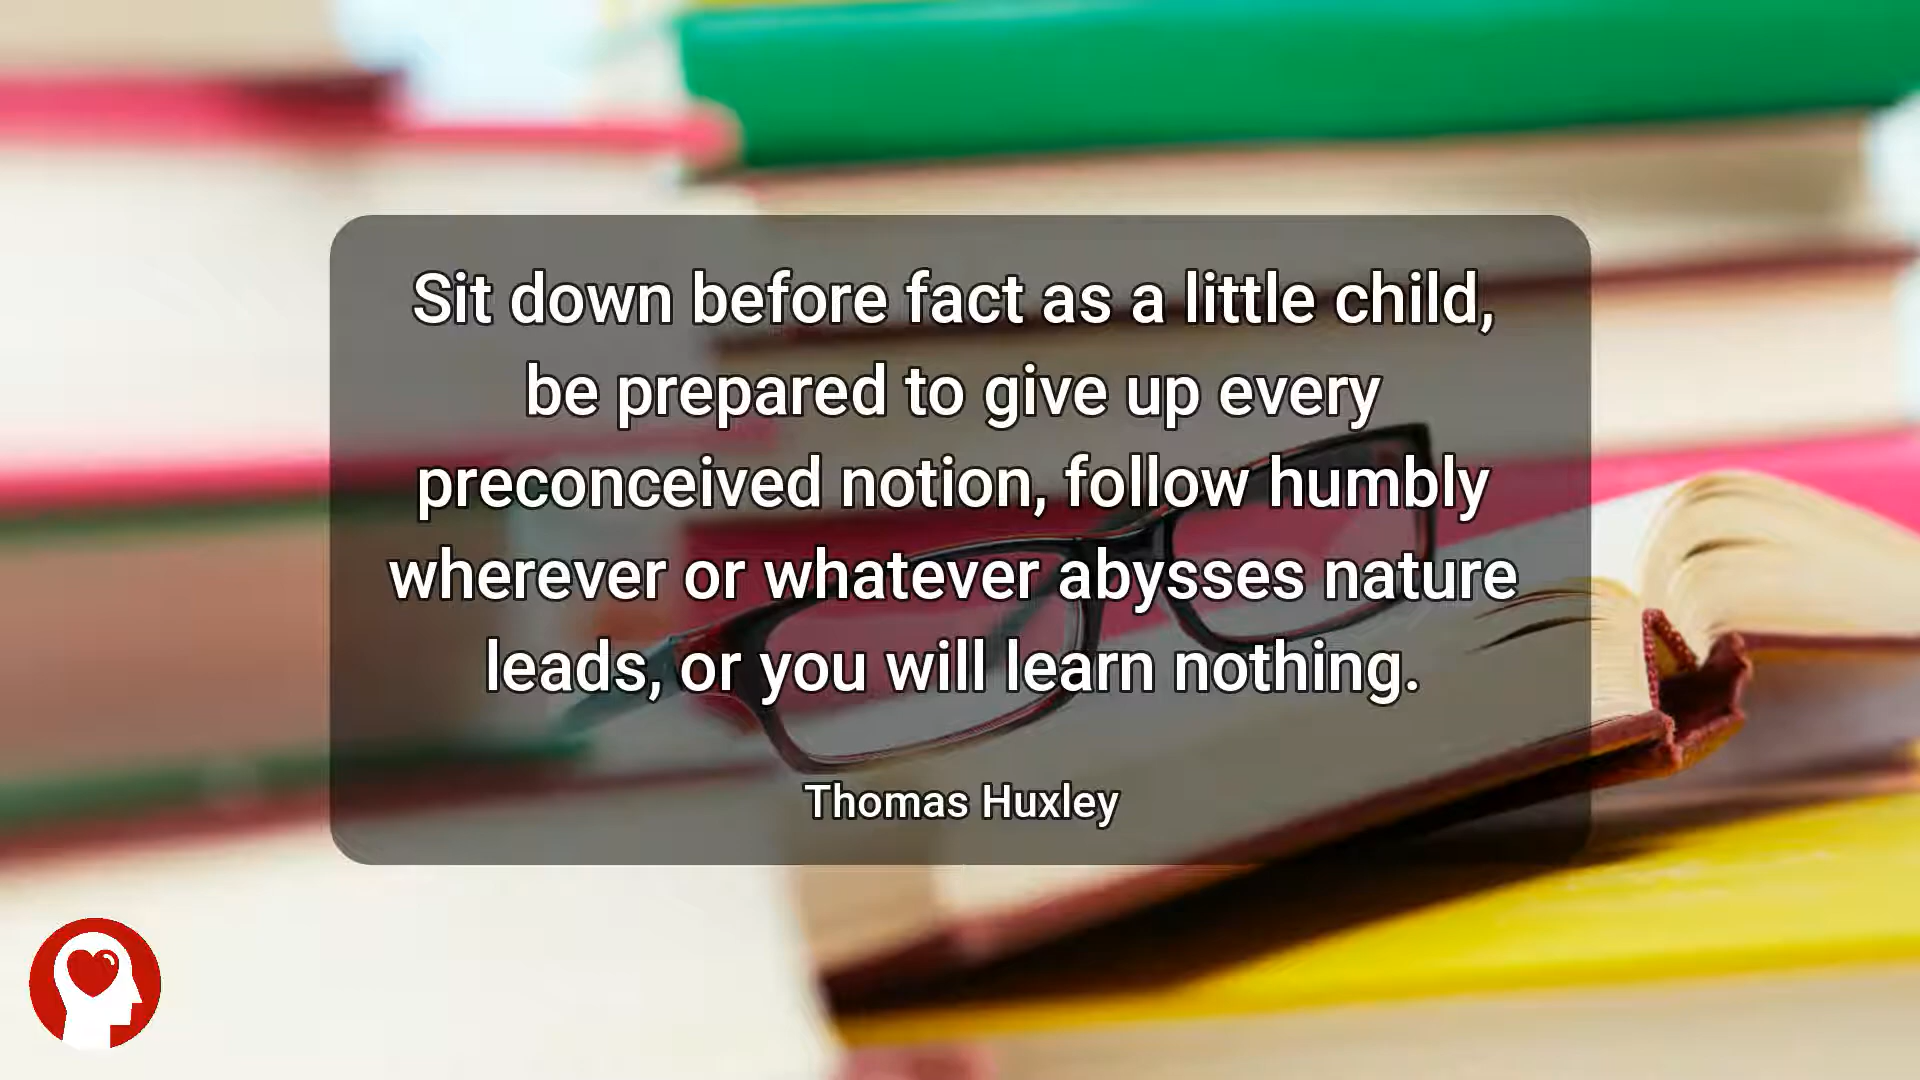 Sit down before fact as a little child,
be prepared to give up every
preconceived notion, follow humbly
wherever or whatever abysses nature
leads, or you will learn nothing.
Thomas Huxley